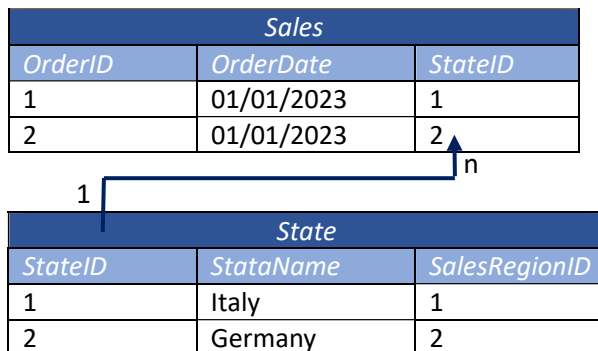 Sales
OrderID OrderDate StateID
1 01/01/2023 1
2 01/01/2023 2
n
1
State
StateID StataName SalesRegionID
1 Italy 1
2 Germany 2